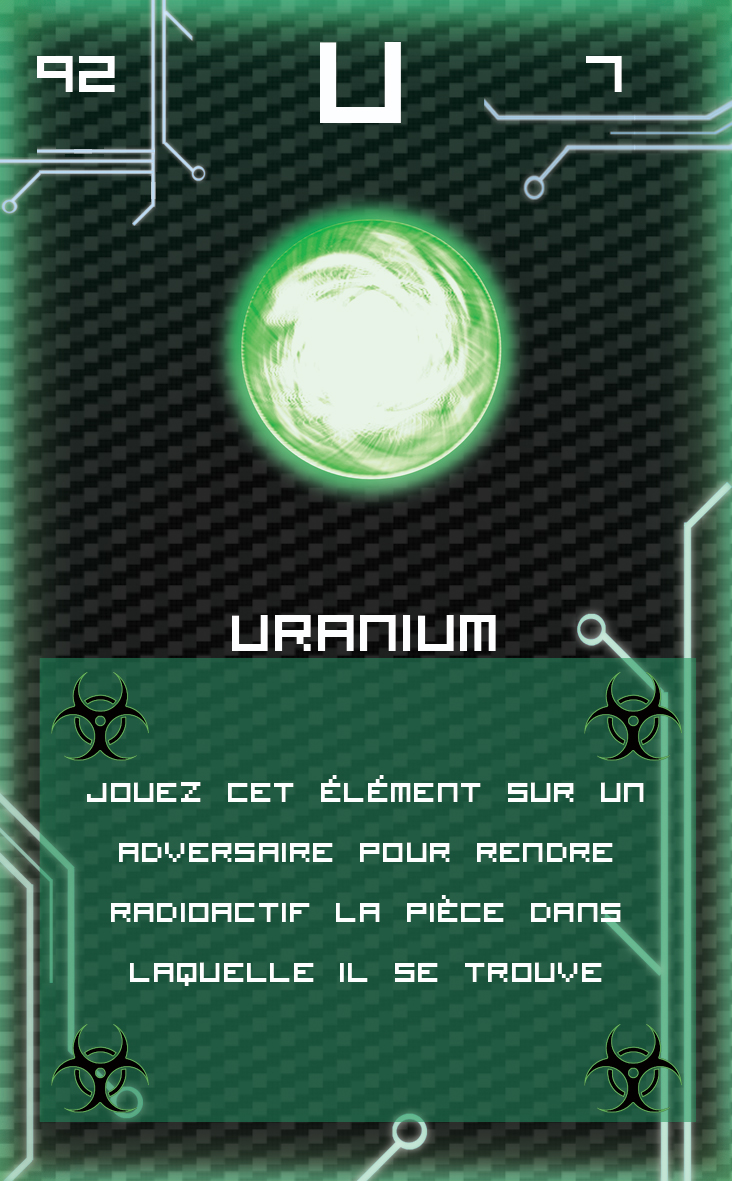 92 U 7
URANIUM
JOUEZ CET ÉLÉMENT SUR UN
ADVERSAIRE POUR RENDRE
RADIOACTIF LA PIÈCE DANS
LAQUELLE IL SE TROUVE